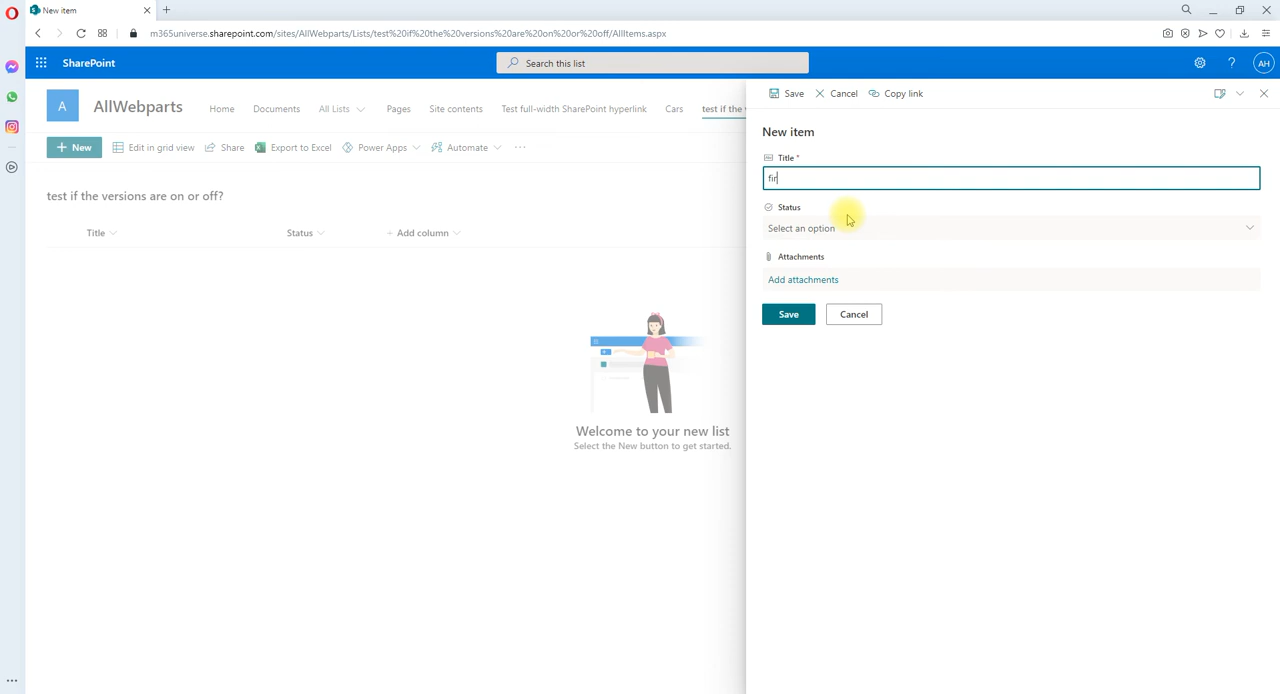 New item
m365universe.sharepoint.com/sites/AllWebparts/Lists/test%20if%20the%20versions%20are%20on%20or%20off/AllItems.aspx
SharePoint
Search this list
?
AH
A
AllWebparts
Home
Documents
All Lists
Pages
Site contents
Test full-width SharePoint hyperlink
Cars
test if the
+ New
Edit in grid view
Share
Export to Excel
Power Apps
Automate
...
test if the versions are on or off?
Title
Status
+ Add column
Welcome to your new list
Select the New button to get started.
Save
Cancel
Copy link
New item
Title *
fir
Status
Select an option
Attachments
Add attachments
Save
Cancel